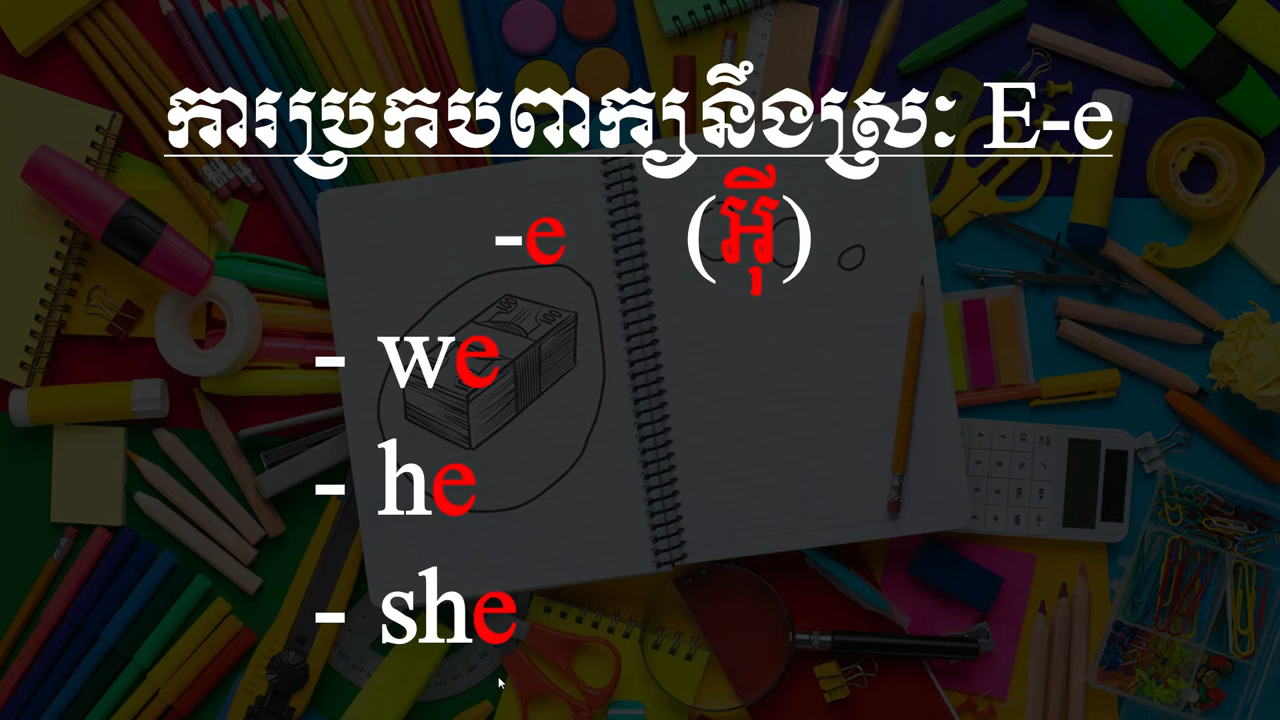 ការប្រកបពាក្យនឹងស្រៈ E-e
-e (អ៊ី)
- we
- he
- she